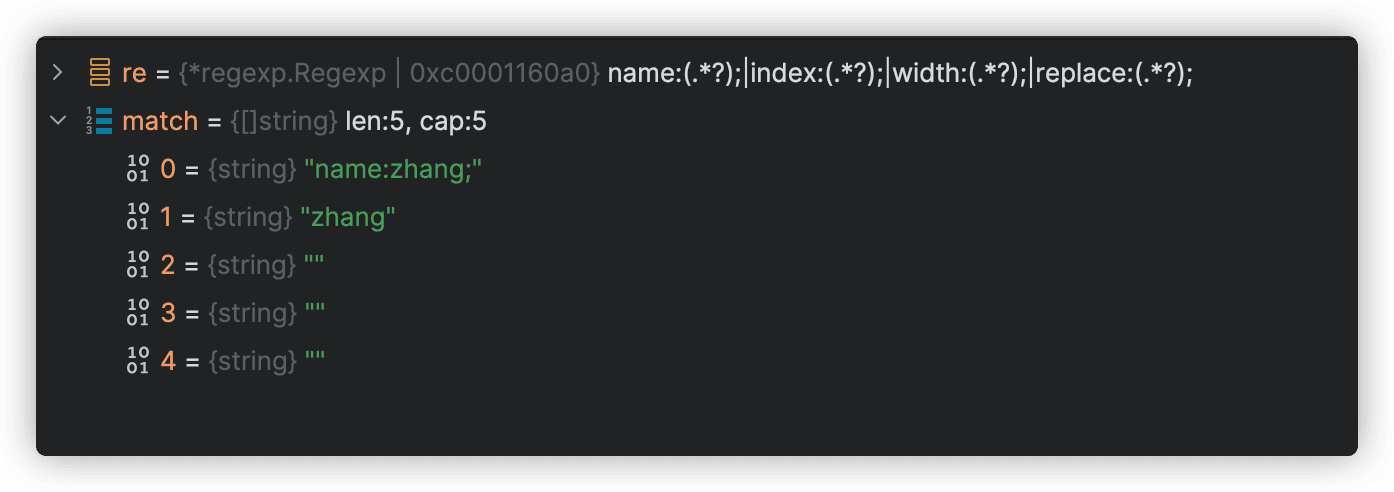 re = {*regexp.Regexp | 0xc0001160a0} name:(.*?);|index:(.*?);|width:(.*?);|replace:(.*?);
match = {[]string} len:5, cap:5
0 = {string} "name:zhang;"
1 = {string} "zhang"
2 = {string} ""
3 = {string} ""
4 = {string} ""